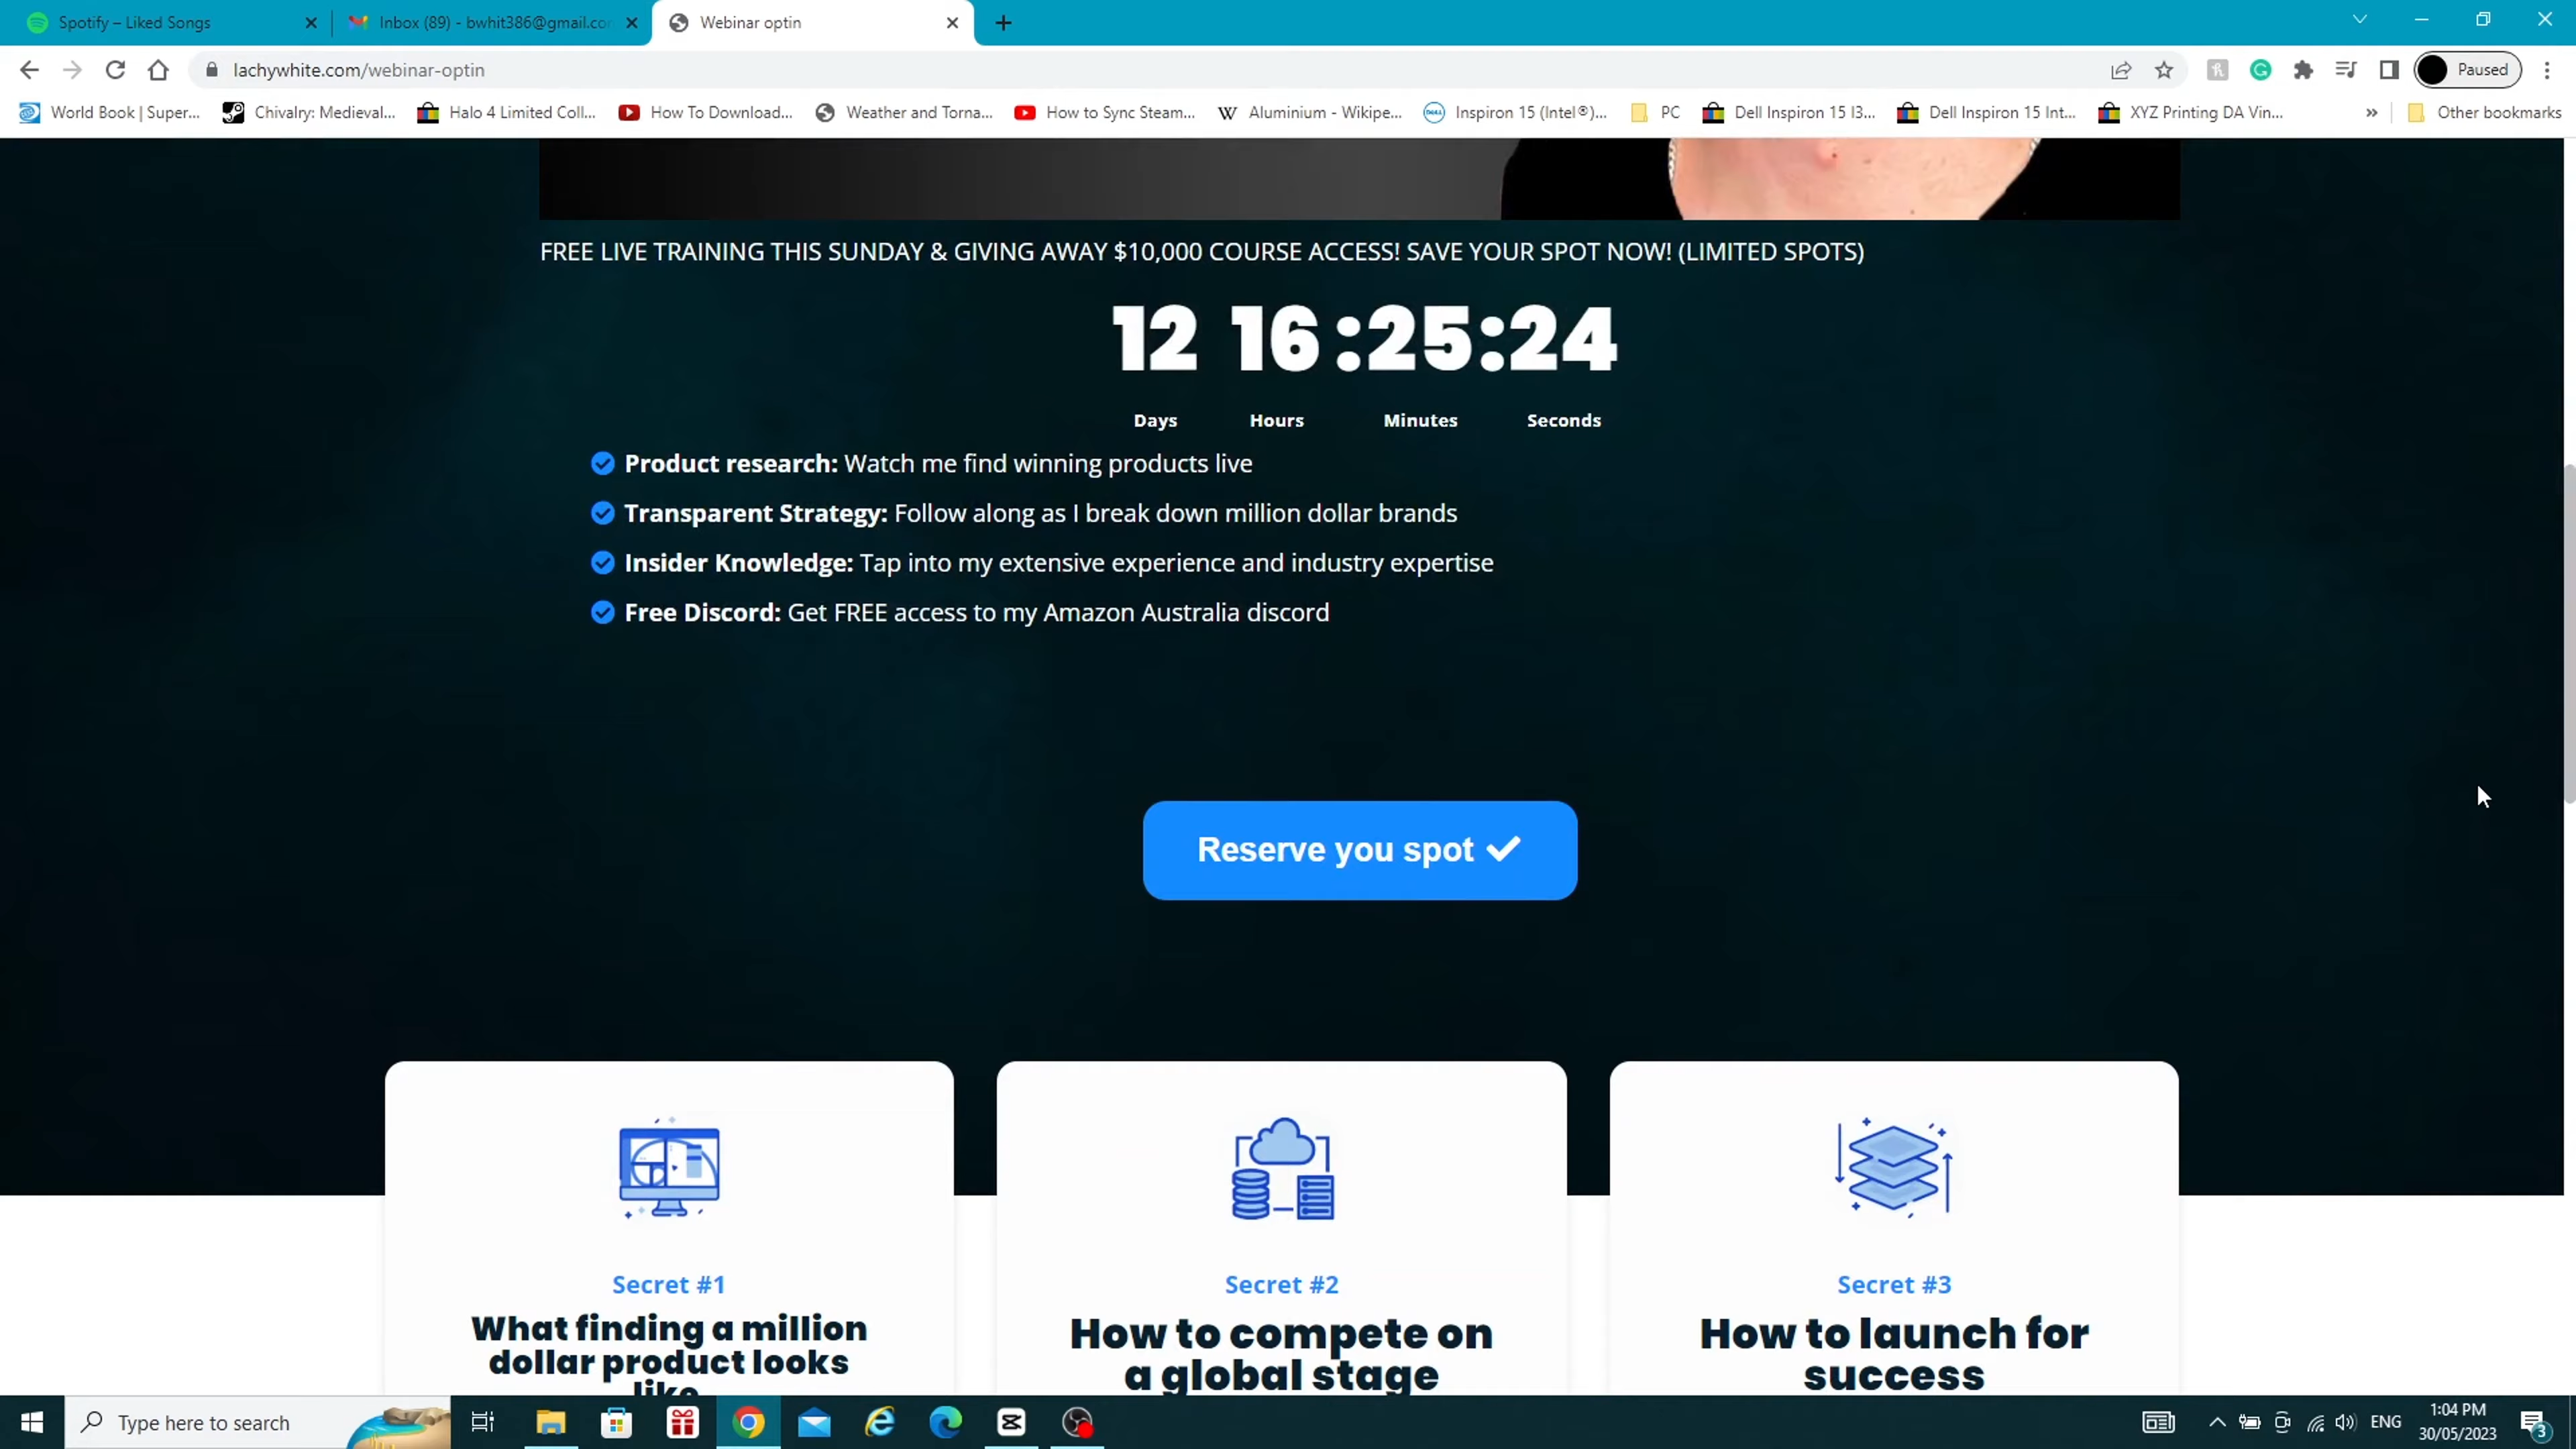 Spotify – Liked Songs
Inbox (89) - bwhit386@gmail.co
Webinar optin
lachywhite.com/webinar-optin
Paused
World Book | Super...
Chivalry: Medieval...
Halo 4 Limited Coll...
How To Download...
Weather and Torna...
How to Sync Steam...
W Aluminium - Wikipe...
Inspiron 15 (Intel®)...
PC
Dell Inspiron 15 I3...
Dell Inspiron 15 Int...
XYZ Printing DA Vin...
»
Other bookmarks
FREE LIVE TRAINING THIS SUNDAY & GIVING AWAY $10,000 COURSE ACCESS! SAVE YOUR SPOT NOW! (LIMITED SPOTS)
12 16 :25:24
Days Hours Minutes Seconds
Product research: Watch me find winning products live
Transparent Strategy: Follow along as I break down million dollar brands
Insider Knowledge: Tap into my extensive experience and industry expertise
Free Discord: Get FREE access to my Amazon Australia discord
Reserve you spot
Secret #1
What finding a million
dollar product looks
like
Secret #2
How to compete on
a global stage
Secret #3
How to launch for
success
Type here to search
ENG
1:04 PM
30/05/2023
3